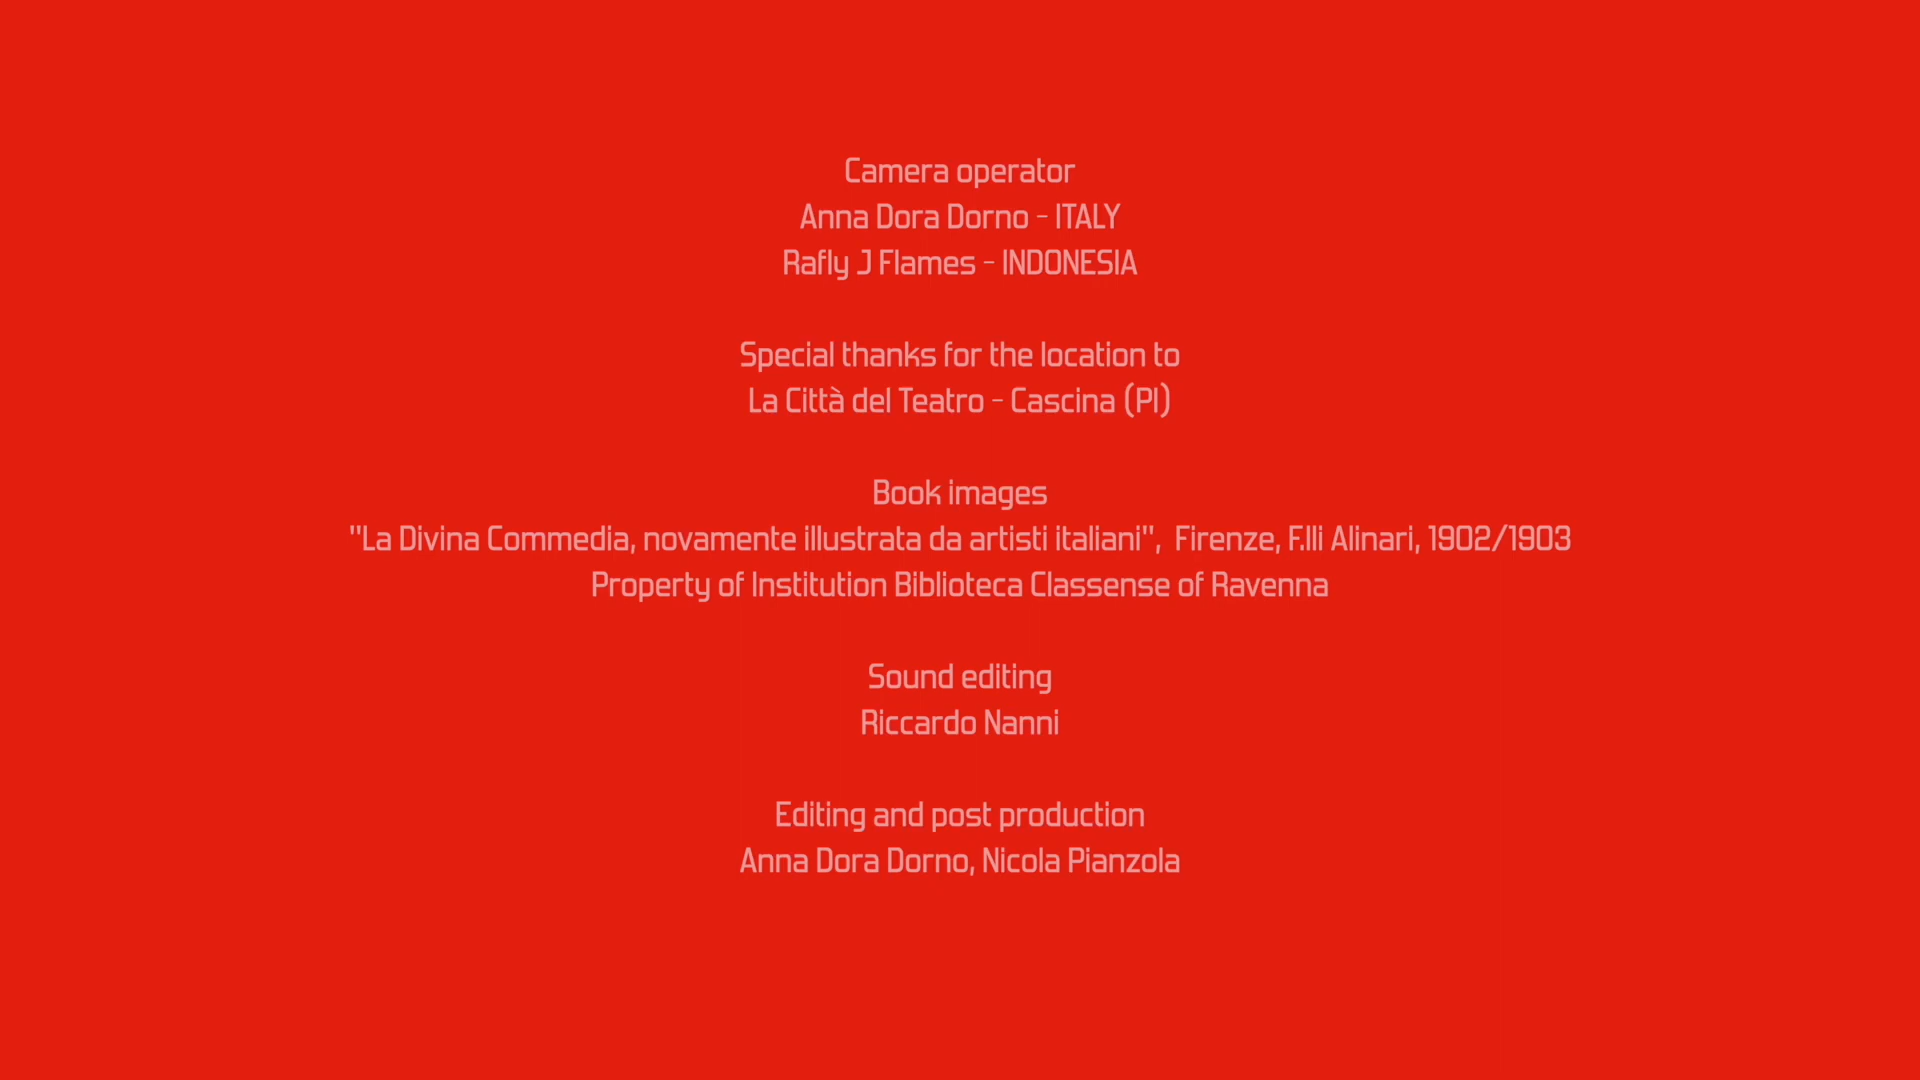 Camera operator
Anna Dora Dorno - ITALY
Rafly J Flames - INDONESIA
Special thanks for the location to
La Città del Teatro - Cascina (PI)
Book images
"La Divina Commedia, novamente illustrata da artisti italiani", Firenze, F.lli Alinari, 1902/1903
Property of Institution Biblioteca Classense of Ravenna
Sound editing
Riccardo Nanni
Editing and post production
Anna Dora Dorno, Nicola Pianzola